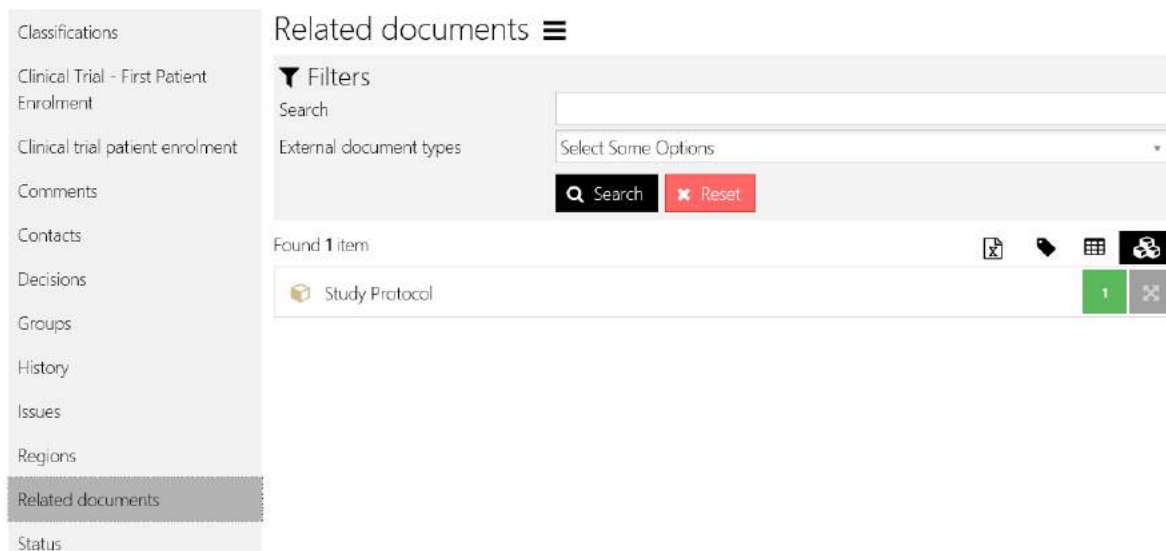 Classifications
Clinical Trial - First Patient
Enrolment
Clinical trial patient enrolment
Comments
Contacts
Decisions
Groups
History
Issues
Regions
Related documents
Status
Related documents
Filters
Search
External document types
Select Some Options
Search
Reset
Found 1 item
Study Protocol
1